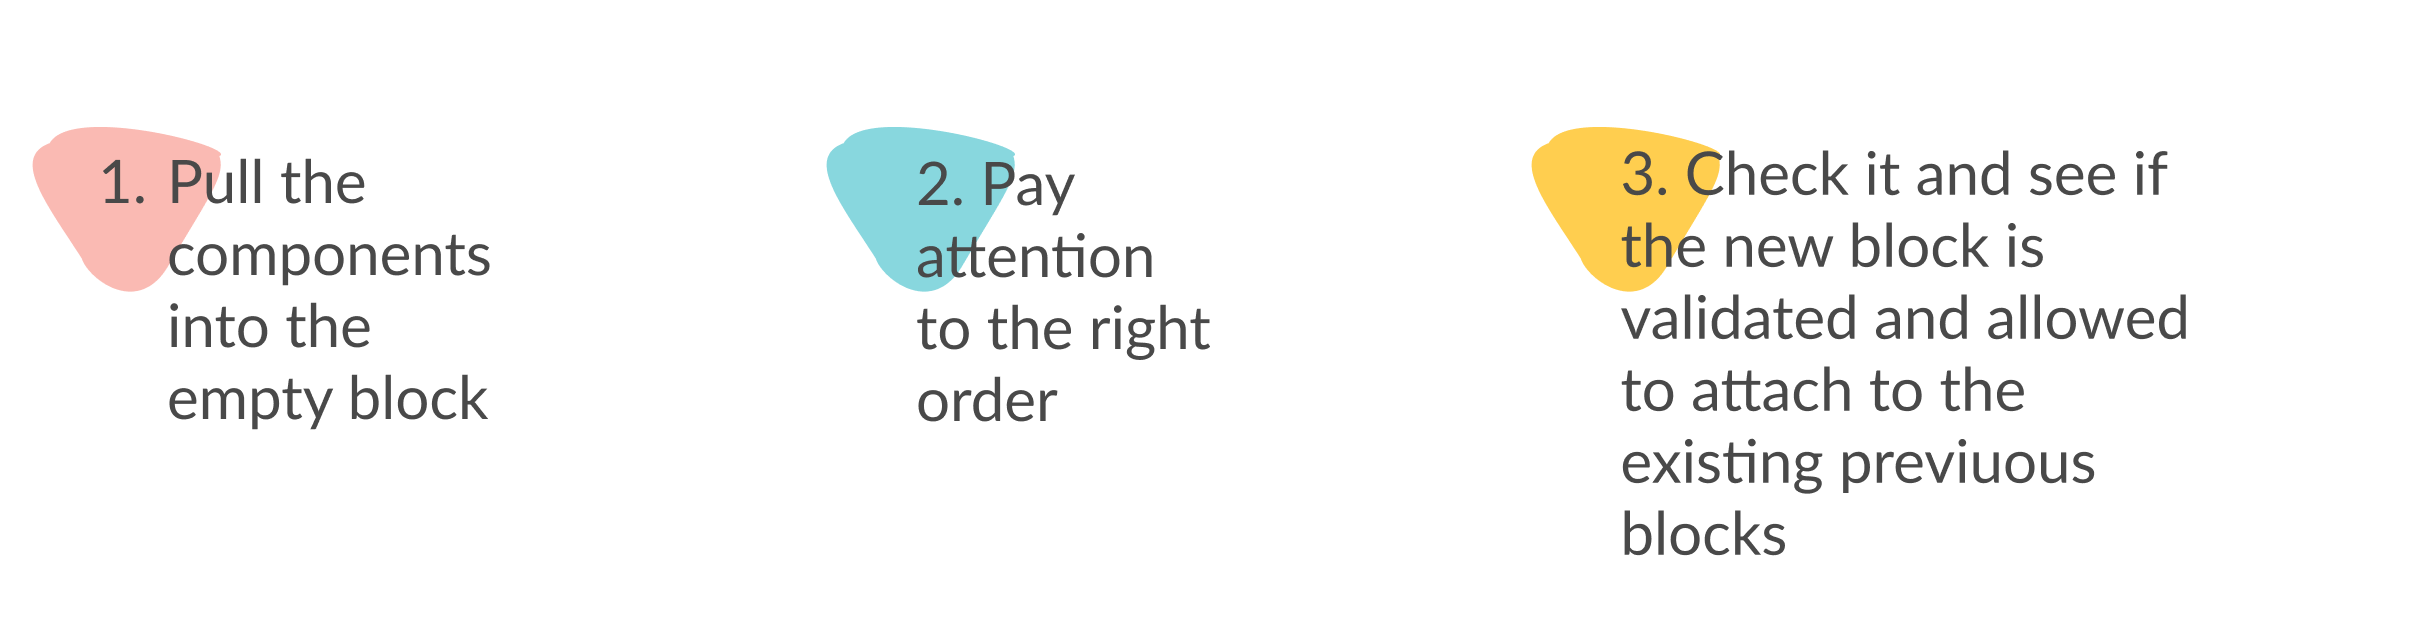 1. Pull the
components
into the
empty block
2. Pay
attention
to the right
order
3. Check it and see if
the new block is
validated and allowed
to attach to the
existing previuous
blocks